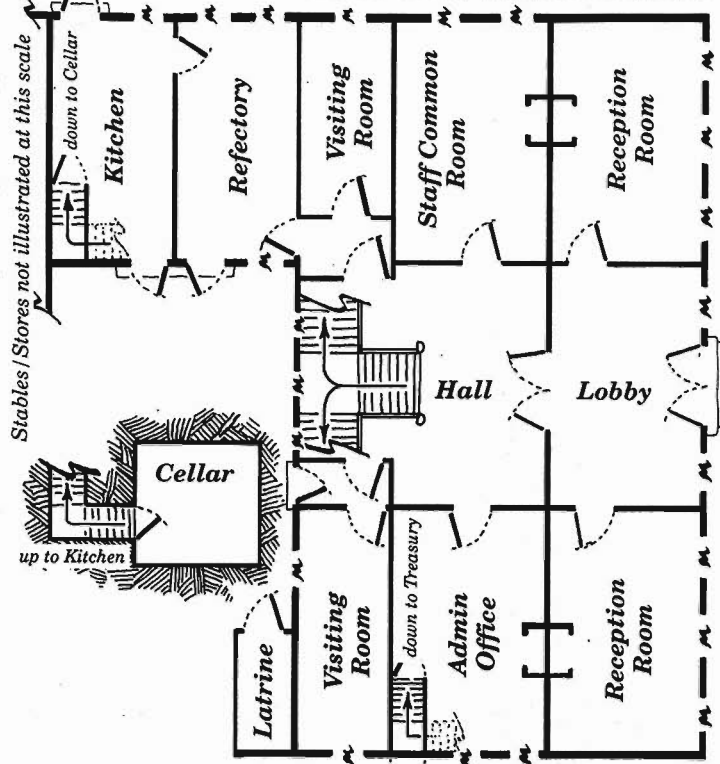 Stables/Stores not illustrated at this scale
down to Cellar
Kitchen
Refectory
Visiting
Room
Staff Common
Room
Reception
Room
Hall
Lobby
Cellar
up to Kitchen
Latrine
Visiting
Room
down to Treasury
Admin
Office
Reception
Room